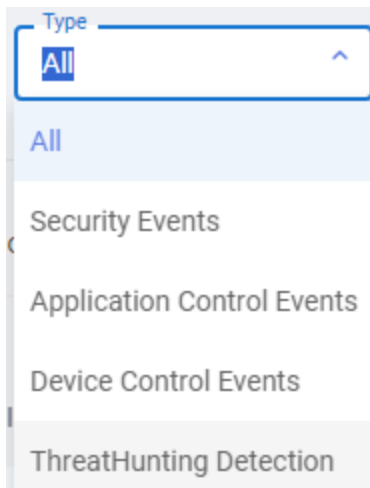 Type
All
All
Security Events
Application Control Events
Device Control Events
ThreatHunting Detection